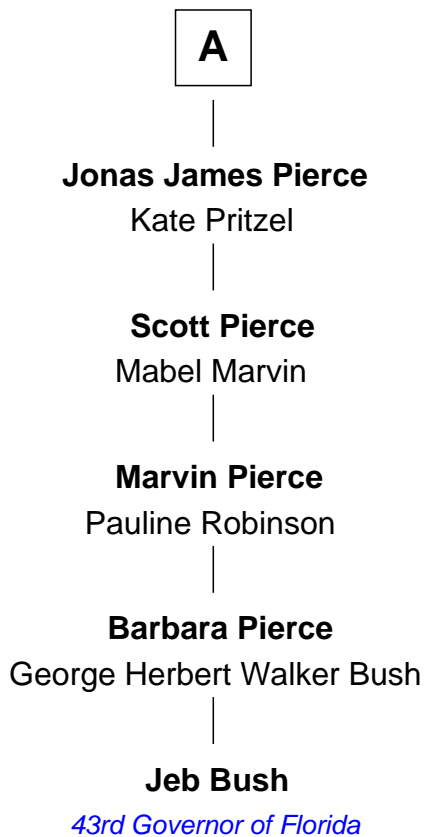 A
Jonas James Pierce
Kate Pritzel
Scott Pierce
Mabel Marvin
Marvin Pierce
Pauline Robinson
Barbara Pierce
George Herbert Walker Bush
Jeb Bush
43rd Governor of Florida